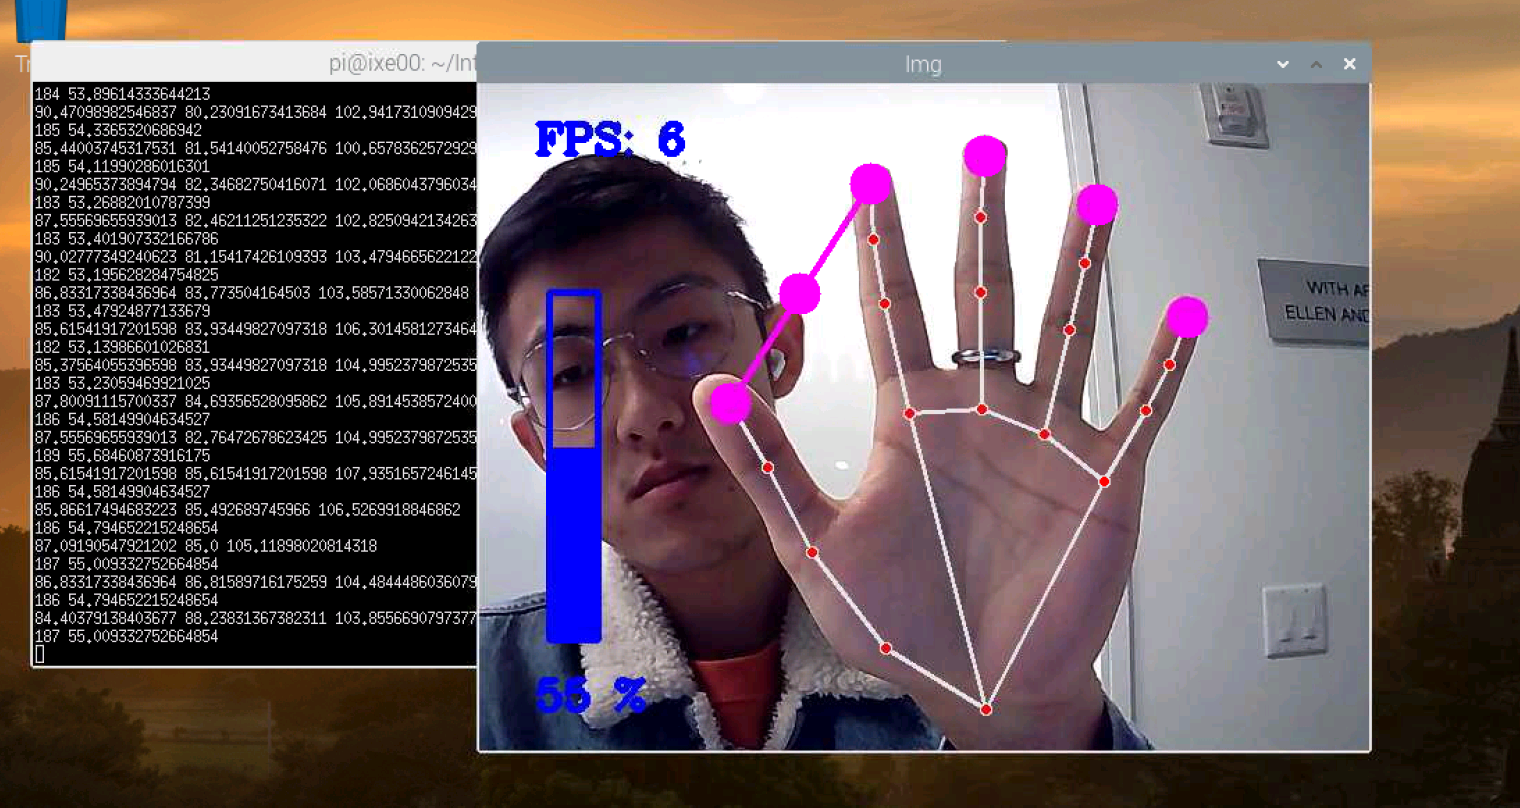 Tr
pi@ixe00: ~/Int
Img
184 53.89614333644213
90.47098982546837 80.23091673413684 102.9417310909429
185 54.3365320686942
85.44003745317531 81.54140052758476 100.6578362572929
185 54.11990286016301
90.24965373894794 82.34682750416071 102.0686043796034
183 53.26882010787399
87.55569655939013 82.46211251235322 102.8250942134263
183 53.401907332166786
90.02777349240623 81.15417426109393 103.4794665622122
182 53.195628284754825
86.83317338436964 83.773504164503 103.58571330062848
183 53.47924877133679
85.61541917201598 83.93449827097318 106.3014581273464
182 53.13986601026831
85.37564055396598 83.93449827097318 104.9952379872535
183 53.23059469921025
87.80091115700337 84.69356528095862 105.8914538572400
186 54.58149904634527
87.55569655939013 82.76472678623425 104.9952379872535
189 55.68460873916175
85.61541917201598 85.61541917201598 107.9351657246145
186 54.58149904634527
85.86617494683223 85.492689745966 106.5269918846862
186 54.794652215248654
87.09190547921202 85.0 105.11898020814318
187 55.009332752664854
86.83317338436964 86.81589716175259 104.4844486036079
186 54.794652215248654
84.40379138403677 88.23831367382311 103.8556690797377
187 55.009332752664854
FPS: 6
WITH AF
ELLEN AND
55 %